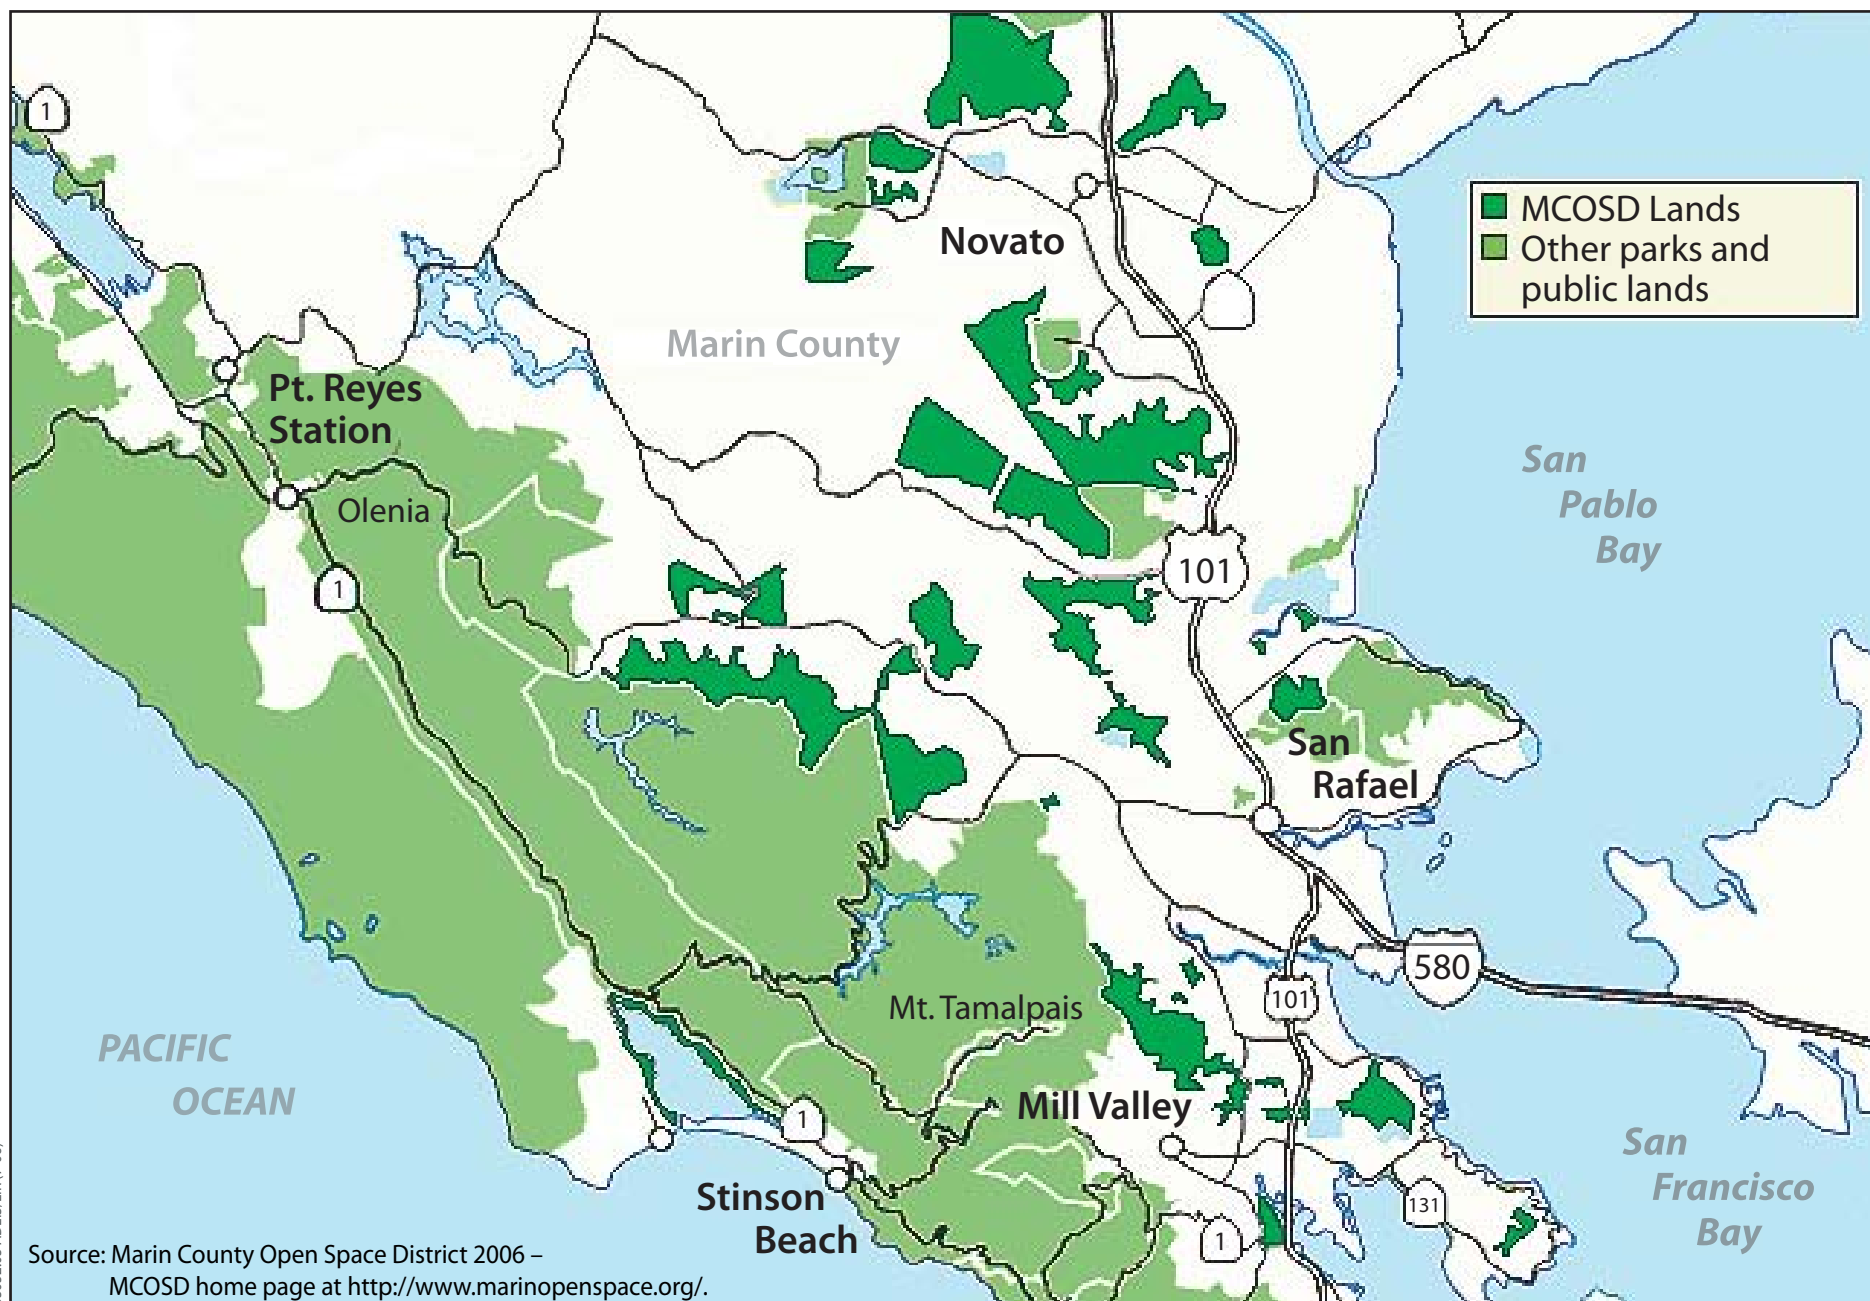 1
MCOSD Lands
Other parks and
public lands
Novato
Marin County
Pt. Reyes
Station
San
Pablo
Bay
Olenia
101
1
San
Rafael
580
101
Mt. Tamalpais
PACIFIC
OCEAN
Mill Valley
1
San
Francisco
Bay
131
Stinson
Beach
1
Source: Marin County Open Space District 2006 –
MCOSD home page at http://www.marinopenspace.org/.